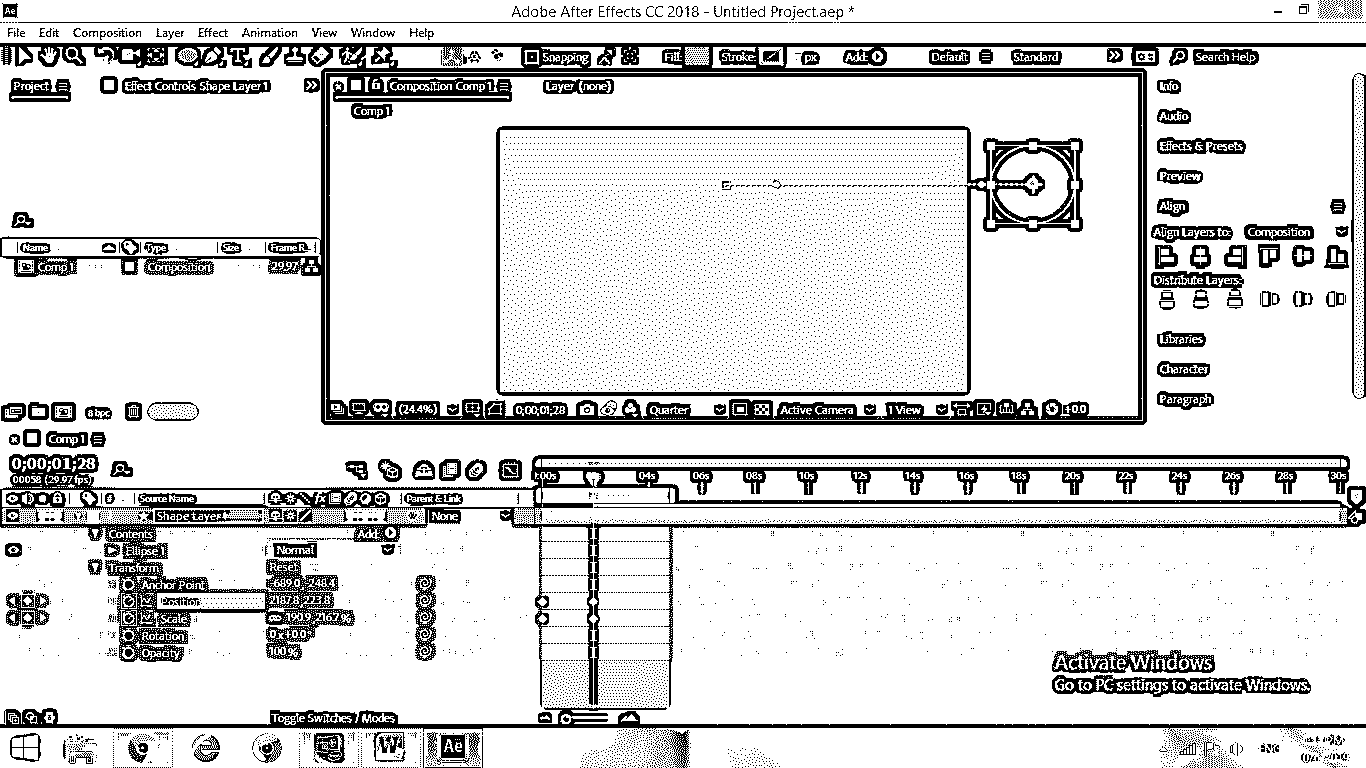 Ae Adobe After Effects CC 2018 - Untitled Project.aep *
File Edit Composition Layer Effect Animation View Window Help
Snapping Fill: Stroke: px Add: Default Standard Search Help
Project Effect Controls Shape Layer 1 Composition Comp 1 Layer (none)
Comp 1
Info
Audio
Effects & Presets
Preview
Align
Align Layers to: Composition
Distribute Layers:
Libraries
Character
Paragraph
Name Type Size Frame R...
Comp 1 Composition 29.97
8 bpc (24.4%) 0;00;01;28 Quarter Active Camera 1 View +0.0
Comp 1
0;00;01;28
00058 (29.97 fps)
:00s 04s 06s 08s 10s 12s 14s 16s 18s 20s 22s 24s 26s 28s 30s
# Source Name Parent & Link
Shape Layer 1 None
Contents Add:
Ellipse 1 Normal
Transform Reset
Anchor Point -689.0,-248.4
Position 2187.8,223.8
Scale
Rotation 0x+0.0°
Opacity 100%
Toggle Switches / Modes
Activate Windows
Go to PC settings to activate Windows.
W Ae ENG